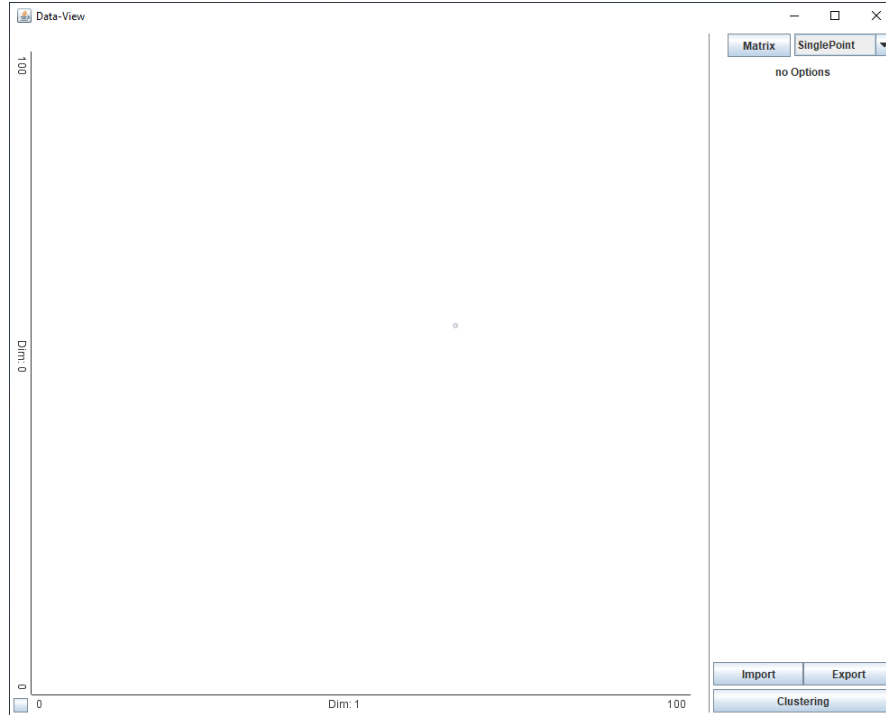 Data-View
Matrix
SinglePoint
no Options
100
Dim: 0
0
0
Dim: 1
100
Import
Export
Clustering